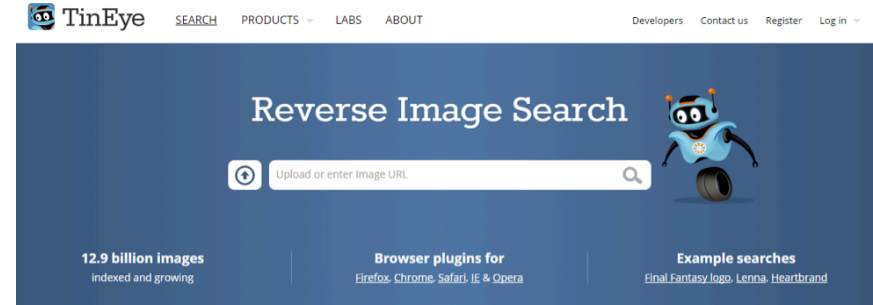 TinEye SEARCH PRODUCTS LABS ABOUT Developers Contact us Register Log in
Reverse Image Search
Upload or enter Image URL
12.9 billion images Browser plugins for Example searches
indexed and growing Firefox, Chrome, Safari, IE & Opera Final Fantasy logo, Lenna, Heartbrand